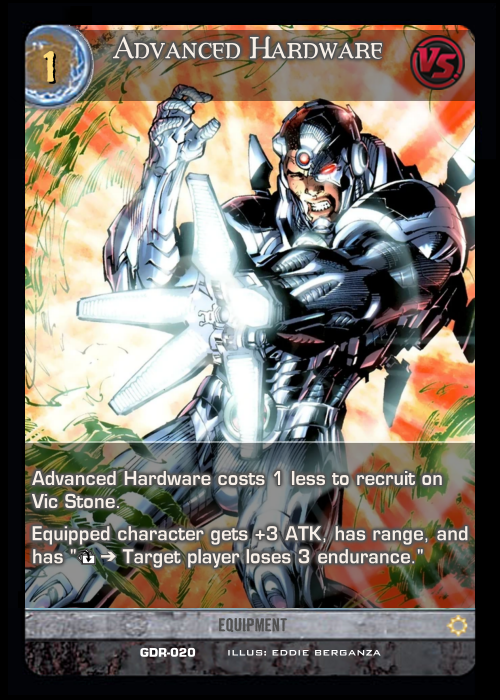 1
Advanced Hardware
VS.
Advanced Hardware costs 1 less to recruit on
Vic Stone.
Equipped character gets +3 ATK, has range, and
has " ➔ Target player loses 3 endurance."
EQUIPMENT
GDR-020 ILLUS: EDDIE BERGANZA